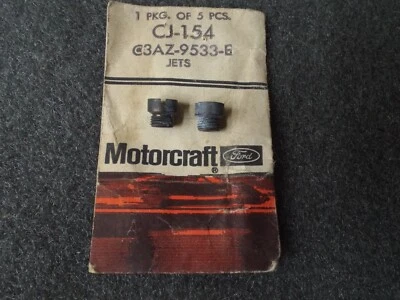 1 PKG. OF 5 PCS.
CJ-154
C3AZ-9533-E
JETS
Motorcraft® Ford